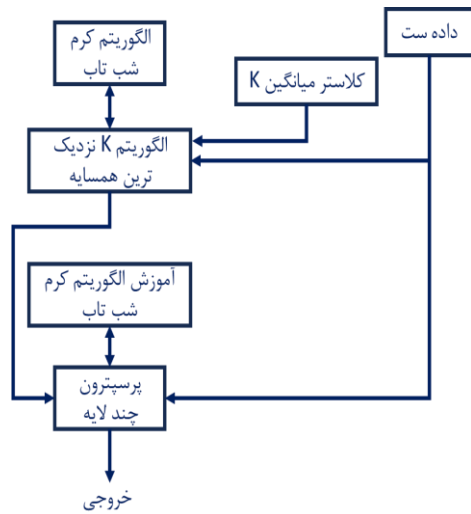 داده ست
الگوریتم کرم
شب تاب
کلاستر میانگین K
الگوریتم K نزدیک
ترین همسایه
آموزش الگوریتم کرم
شب تاب
پرسپترون
چند لایه
خروجی